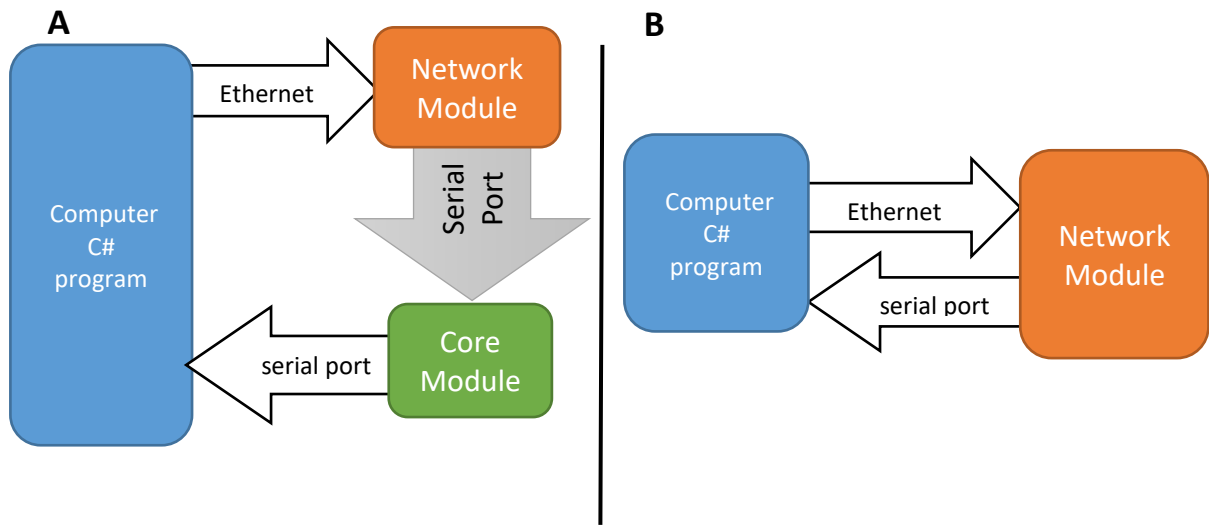 A
Ethernet
Network
Module
Serial
Port
Computer
C#
program
serial port
Core
Module
B
Computer
C#
program
Ethernet
serial port
Network
Module